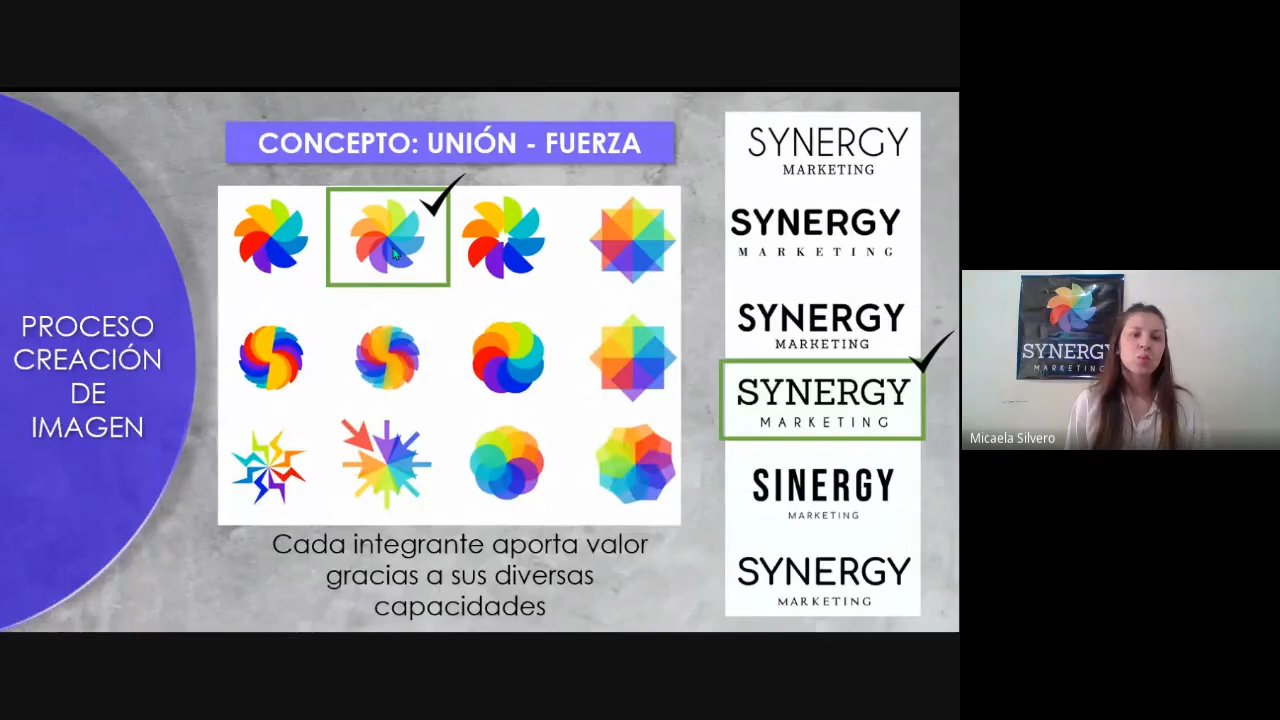 PROCESO
CREACIÓN
DE
IMAGEN
CONCEPTO: UNIÓN - FUERZA
Cada integrante aporta valor
gracias a sus diversas
capacidades
SYNERGY
MARKETING
SYNERGY
MARKETING
SYNERGY
MARKETING
SYNERGY
MARKETING
SINERGY
MARKETING
SYNERGY
MARKETING
SYNERGY
MARKETING
Micaela Silvero